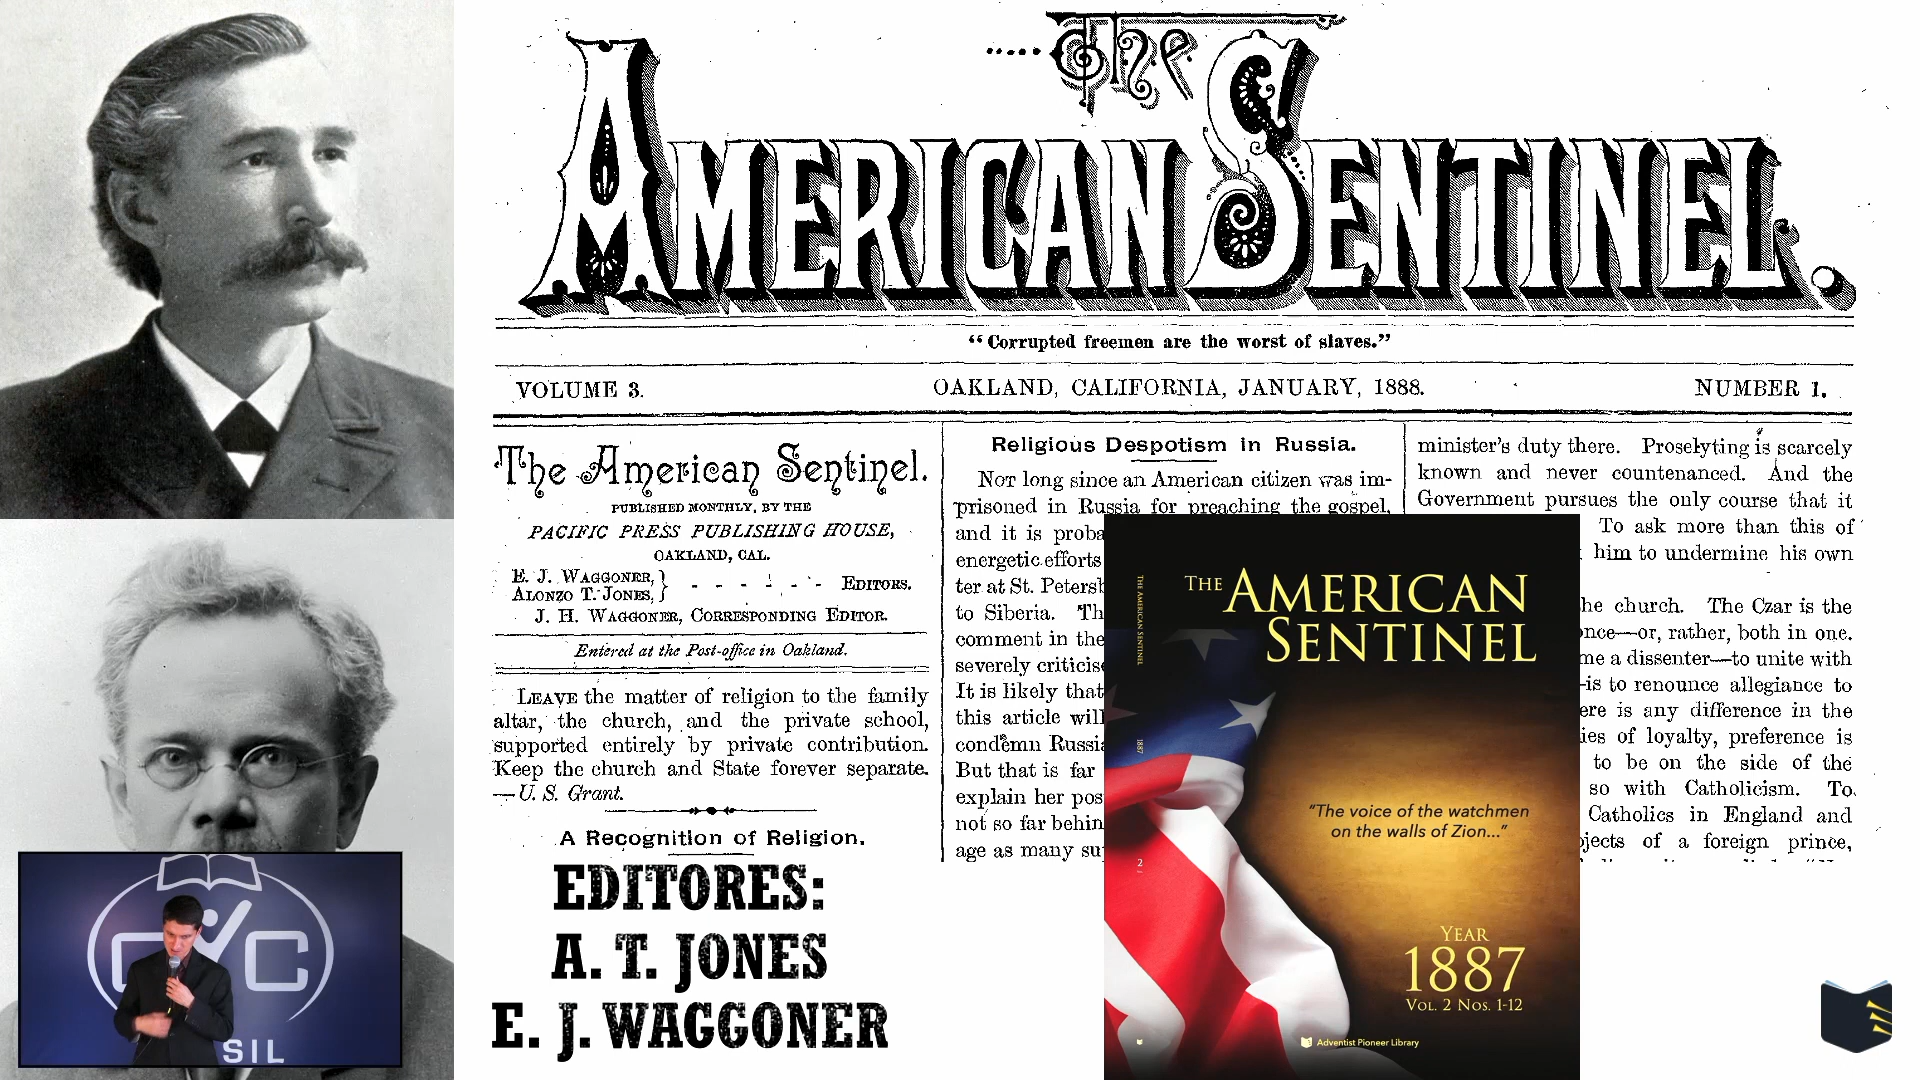 The
AMERICAN SENTINEL.
“Corrupted freemen are the worst of slaves.”
VOLUME 3.
OAKLAND, CALIFORNIA, JANUARY, 1888.
NUMBER 1.
The American Sentinel.
PUBLISHED MONTHLY, BY THE
PACIFIC PRESS PUBLISHING HOUSE,
OAKLAND, CAL.
E. J. WAGGONER,
ALONZO T. JONES,
EDITORS.
J. H. WAGGONER, CORRESPONDING EDITOR.
Entered at the Post-office in Oakland.
LEAVE the matter of religion to the family
altar, the church, and the private school,
supported entirely by private contribution.
Keep the church and State forever separate.
—U. S. Grant.
A Recognition of Religion.
Religious Despotism in Russia.
NOT long since an American citizen was im-
prisoned in Russia for preaching the gospel,
and it is proba
energetic efforts
ter at St. Petersb
to Siberia. Th
comment in the
severely criticis
It is likely that
this article will
condemn Russia
But that is far
explain her pos
not so far behin
age as many su
minister's duty there. Proselyting is scarcely
known and never countenanced. And the
Government pursues the only course that it
To ask more than this of
him to undermine his own
he church. The Czar is the
nce—or, rather, both in one.
me a dissenter—to unite with
—is to renounce allegiance to
ere is any difference in the
ies of loyalty, preference is
to be on the side of the
so with Catholicism. To
Catholics in England and
jects of a foreign prince,
THE AMERICAN SENTINEL
1887
THE AMERICAN
SENTINEL
"The voice of the watchmen
on the walls of Zion..."
YEAR
1887
VOL. 2 NOS. 1-12
Adventist Pioneer Library
EDITORES:
A. T. JONES
E. J. WAGGONER
SIL